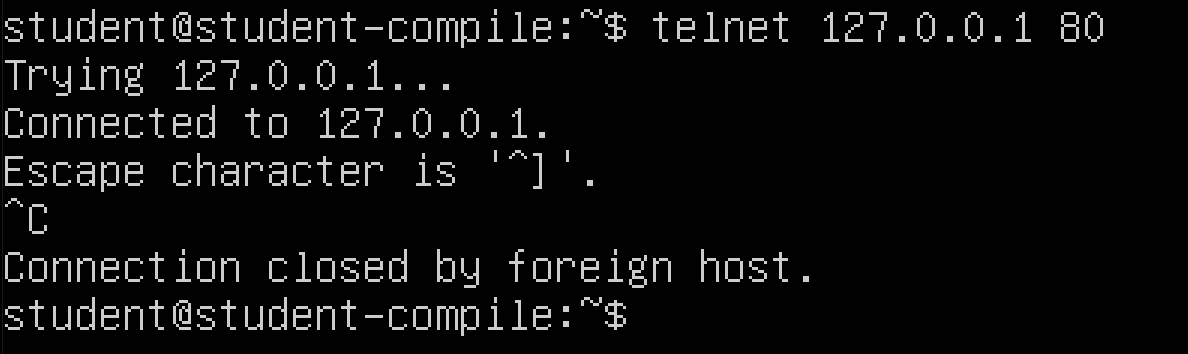 student@student-compile:~$ telnet 127.0.0.1 80
Trying 127.0.0.1...
Connected to 127.0.0.1.
Escape character is '^]'.
^C
Connection closed by foreign host.
student@student-compile:~$